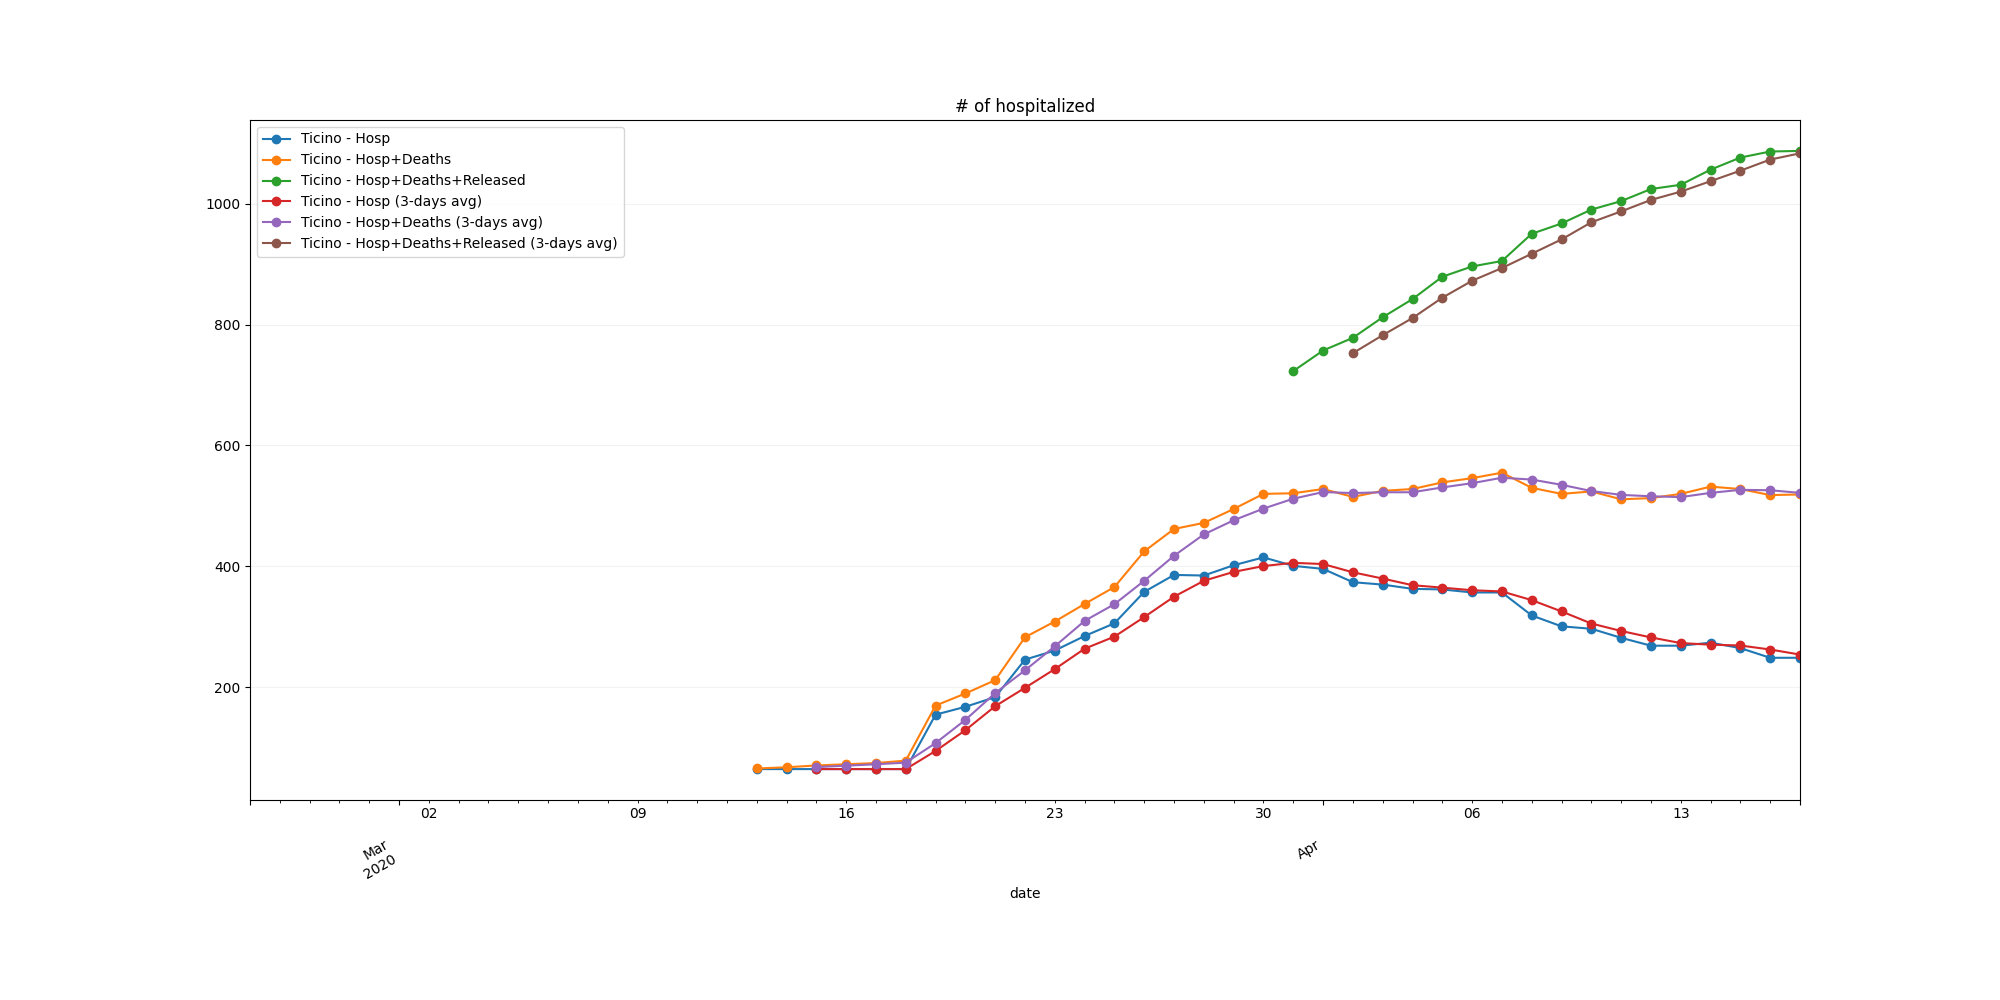 # of hospitalized
Ticino - Hosp
Ticino - Hosp+Deaths
Ticino - Hosp+Deaths+Released
Ticino - Hosp (3-days avg)
Ticino - Hosp+Deaths (3-days avg)
Ticino - Hosp+Deaths+Released (3-days avg)
1000
800
600
400
200
02 09 16 23 30 06 13
Mar Apr
2020
date